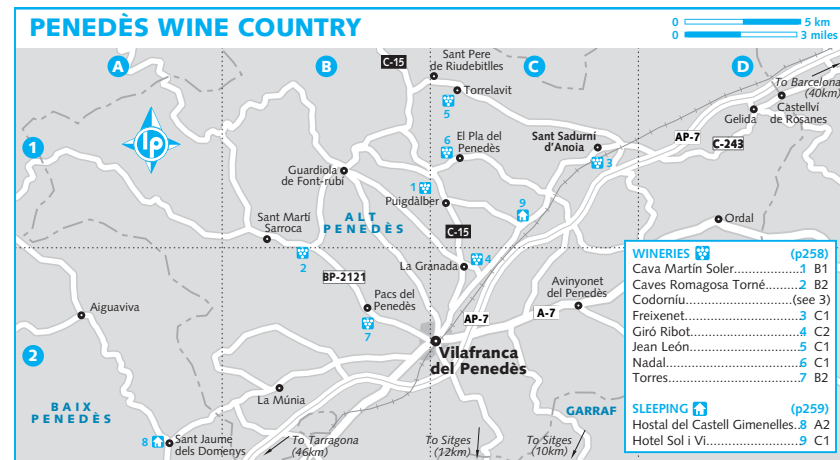 PENEDÈS WINE COUNTRY
0 5 km
0 3 miles
A
B
C
D
C-15
Sant Pere
de Riudebitlles
To Barcelona
(40km)
Torrelavit
5
Castellví
de Rosanes
Gelida
1
lp
6
El Pla del
Penedès
Sant Sadurní
d'Anoia
AP-7
C-243
3
Guardiola
de Font-rubí
1
Puigdàlber
9
Sant Martí
Sarroca
ALT
PENEDÈS
C-15
Ordal
2
La Granada
4
BP-2121
Aiguaviva
Pacs del
Penedès
7
Avinyonet
del Penedès
AP-7
A-7
2
Vilafranca
del Penedès
BAIX
PENEDÈS
La Múnia
GARRAF
8
Sant Jaume
dels Domenys
To Tarragona
(46km)
To Sitges
(12km)
To Sitges
(10km)
WINERIES (p258)
Cava Martín Soler 1 B1
Caves Romagosa Torné 2 B2
Codorníu (see 3)
Freixenet 3 C1
Giró Ribot 4 C2
Jean León 5 C1
Nadal 6 C1
Torres 7 B2
SLEEPING (p259)
Hostal del Castell Gimenelles 8 A2
Hotel Sol i Vi 9 C1